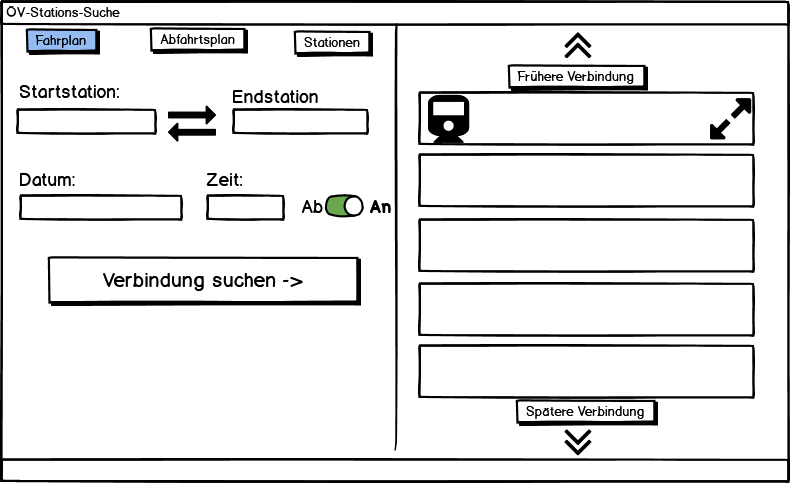 ÖV-Stations-Suche
Fahrplan
Abfahrtsplan
Stationen
Startstation:
Endstation
Datum:
Zeit:
Ab
An
Verbindung suchen ->
Frühere Verbindung
Spätere Verbindung